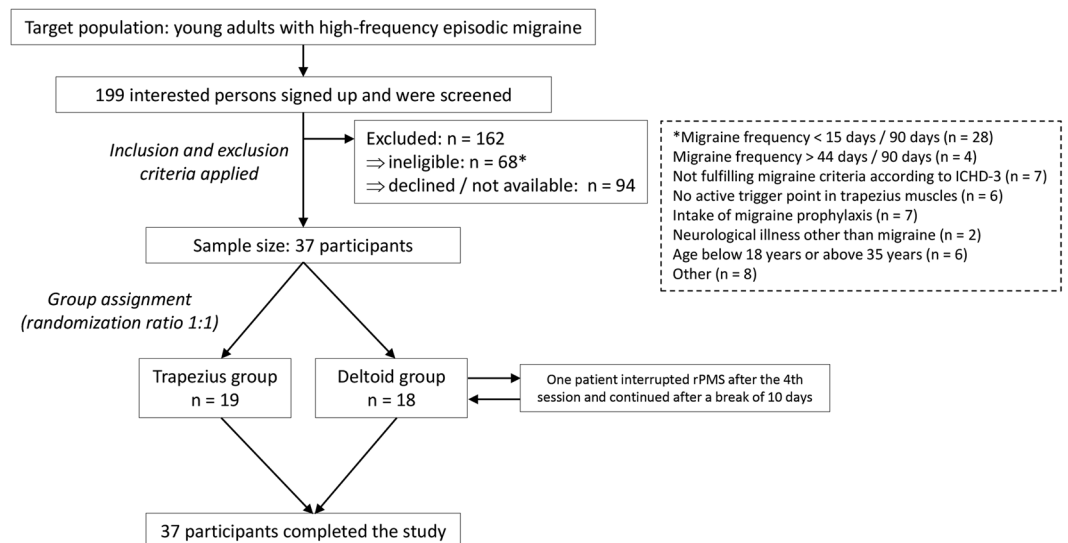 Target population: young adults with high-frequency episodic migraine
199 interested persons signed up and were screened
Inclusion and exclusion
criteria applied
Excluded: n = 162
⇒ ineligible: n = 68*
⇒ declined / not available: n = 94
*Migraine frequency < 15 days / 90 days (n = 28)
Migraine frequency > 44 days / 90 days (n = 4)
Not fulfilling migraine criteria according to ICHD-3 (n = 7)
No active trigger point in trapezius muscles (n = 6)
Intake of migraine prophylaxis (n = 7)
Neurological illness other than migraine (n = 2)
Age below 18 years or above 35 years (n = 6)
Other (n = 8)
Sample size: 37 participants
Group assignment
(randomization ratio 1:1)
Trapezius group
n = 19
Deltoid group
n = 18
One patient interrupted rPMS after the 4th
session and continued after a break of 10 days
37 participants completed the study